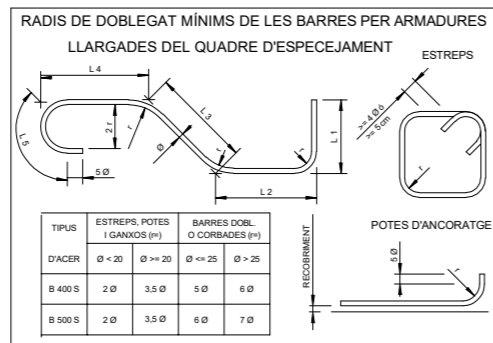 RADIS DE DOBLEGAT MÍNIMS DE LES BARRES PER ARMADURES
LLARGADES DEL QUADRE D'ESPECEJAMENT
ESTREPS
L 4
L 3
L 1
L 2
L 5
2 r
r
Ø
r
r
5 Ø
>= 4 Ø ó
>= 5cm
r
TIPUS
D'ACER
ESTREPS, POTES
I GANXOS (r=)
BARRES DOBL.
O CORBADES (r=)
Ø < 20 Ø >= 20 Ø <= 25 Ø > 25
B 400 S 2 Ø 3,5 Ø 5 Ø 6 Ø
B 500 S 2 Ø 3,5 Ø 6 Ø 7 Ø
RECOBRIMENT
POTES D'ANCORATGE
5 Ø
r